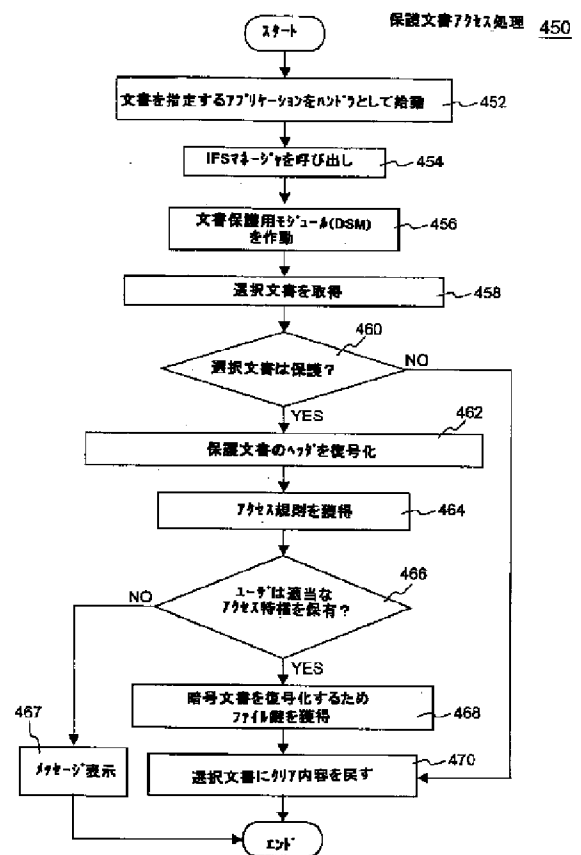 保護文書ｱｸｾｽ処理 450
ｽﾀｰﾄ
文書を指定するｱﾌﾟﾘｹｰｼｮﾝをﾊﾝﾄﾞﾗとして始動
452
IFSﾏﾈｰｼﾞｬを呼び出し
454
文書保護用ﾓｼﾞｭｰﾙ(DSM)
を作動
456
選択文書を取得
458
460
選択文書は保護？
NO
YES
462
保護文書のﾍｯﾀﾞを復号化
ｱｸｾｽ規則を獲得
464
466
NO
ﾕｰｻﾞは適当な
ｱｸｾｽ特権を保有？
YES
暗号文書を復号化するため
ﾌｧｲﾙ鍵を獲得
468
467
ﾒｯｾｰｼﾞ表示
470
選択文書にｸﾘｱ内容を戻す
ｴﾝﾄﾞ